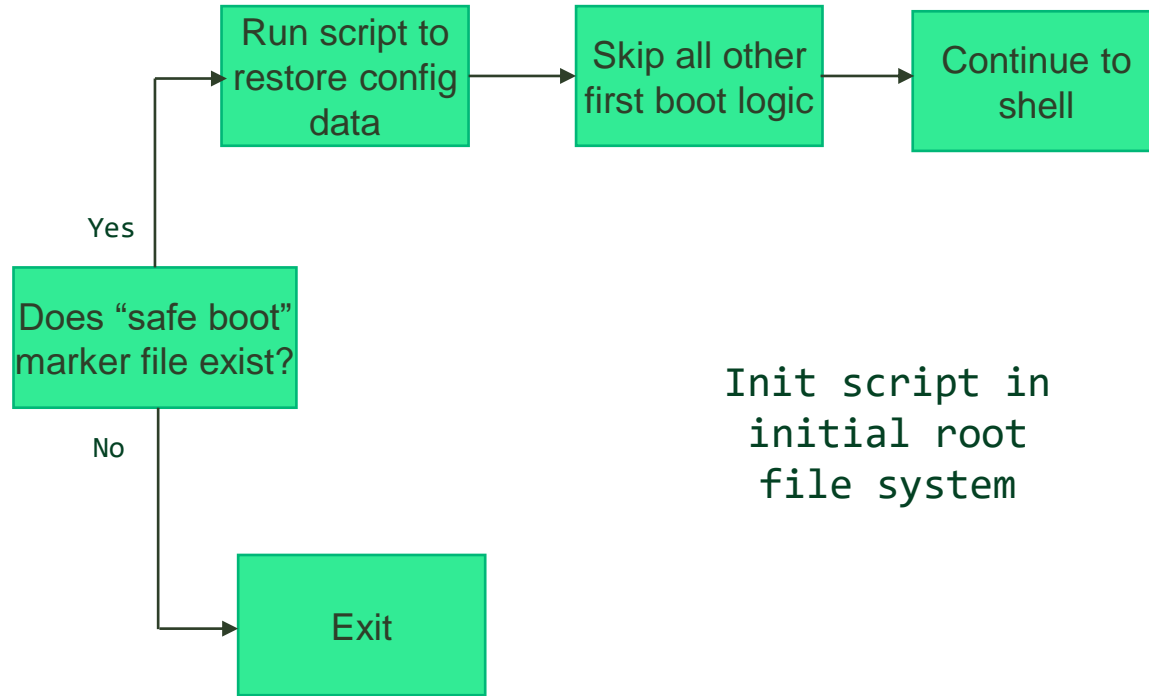 Run script to
restore config
data
Skip all other
first boot logic
Continue to
shell
Yes
Does “safe boot”
marker file exist?
No
Init script in
initial root
file system
Exit